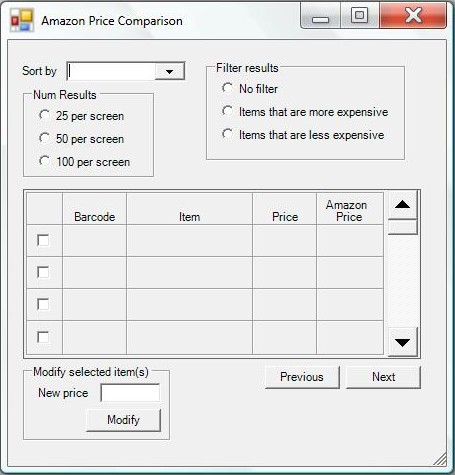 Amazon Price Comparison
Sort by
Filter results
No filter
Items that are more expensive
Items that are less expensive
Num Results
25 per screen
50 per screen
100 per screen
Barcode Item Price Amazon
Price
Modify selected item(s)
New price
Modify
Previous Next